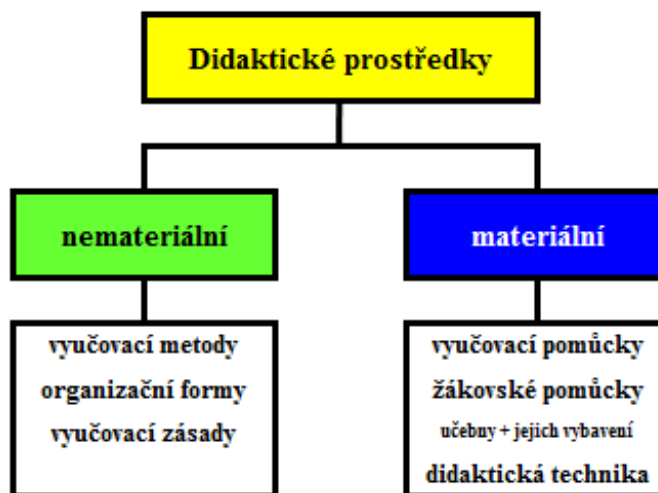 Didaktické prostředky
nemateriální
materiální
vyučovací metody
organizační formy
vyučovací zásady
vyučovací pomůcky
žákovské pomůcky
učebny + jejich vybavení
didaktická technika